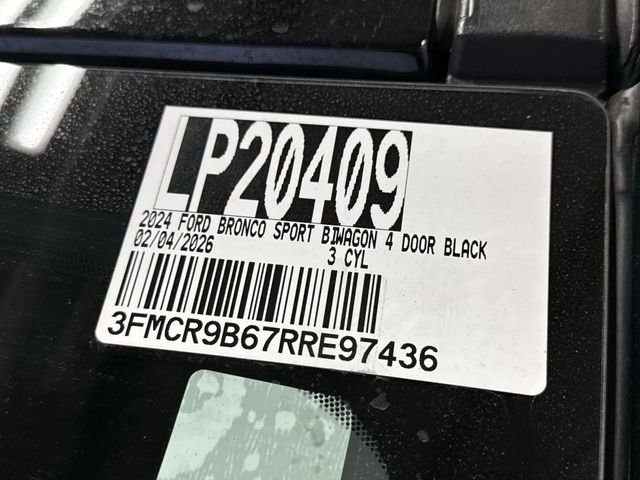 LP20409
2024 FORD BRONCO SPORT BIWAGON 4 DOOR BLACK
02/04/2026 3 CYL
3FMCR9B67RRE97436